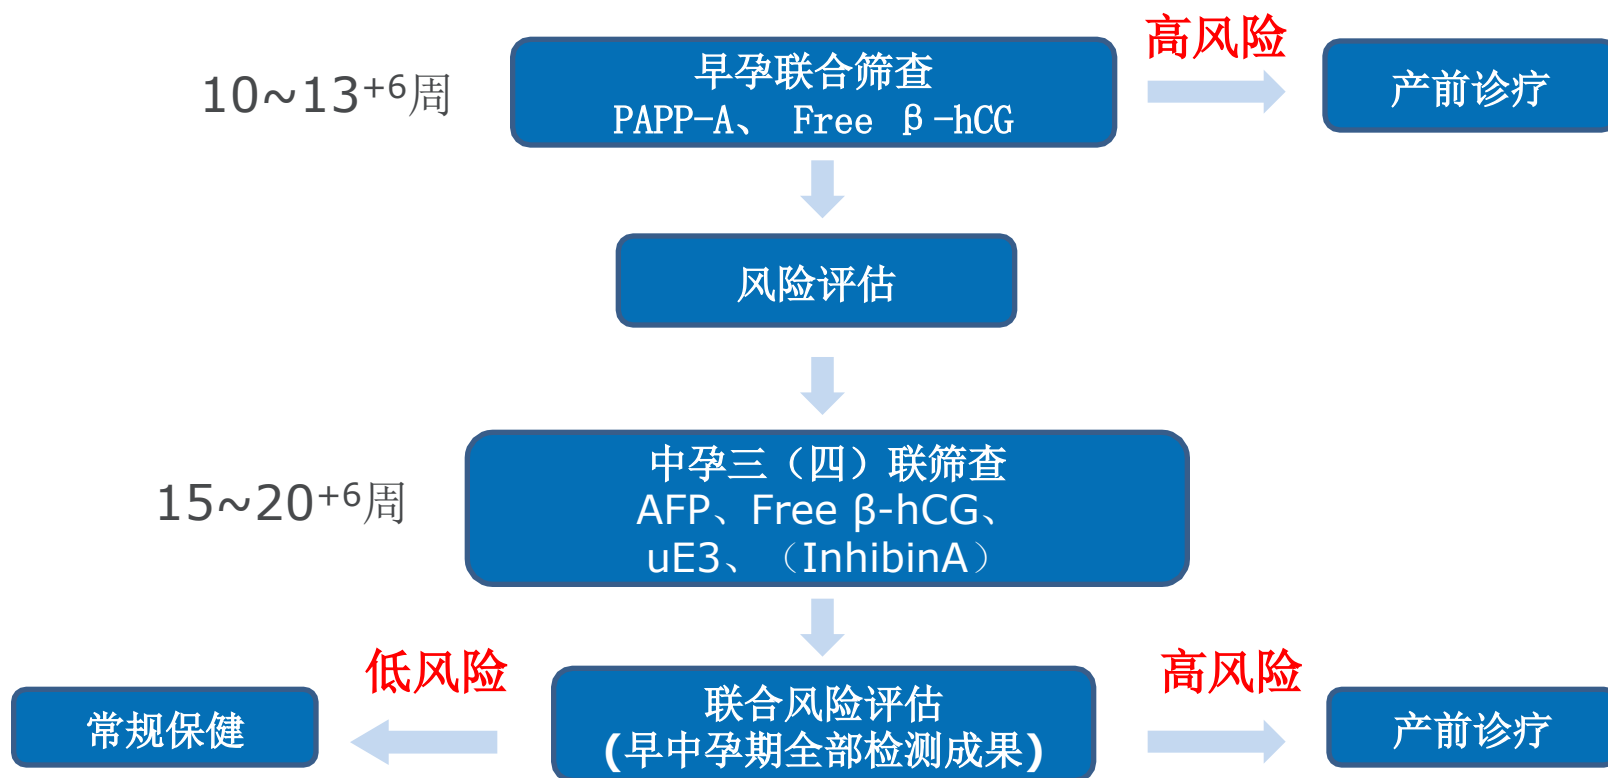 高风险
10~13+6周
早孕联合筛查
PAPP-A、 Free β-hCG
产前诊疗
风险评估
15~20+6周
中孕三（四）联筛查
AFP、Free β-hCG、
uE3、（InhibinA）
低风险
高风险
常规保健
联合风险评估
(早中孕期全部检测成果)
产前诊疗